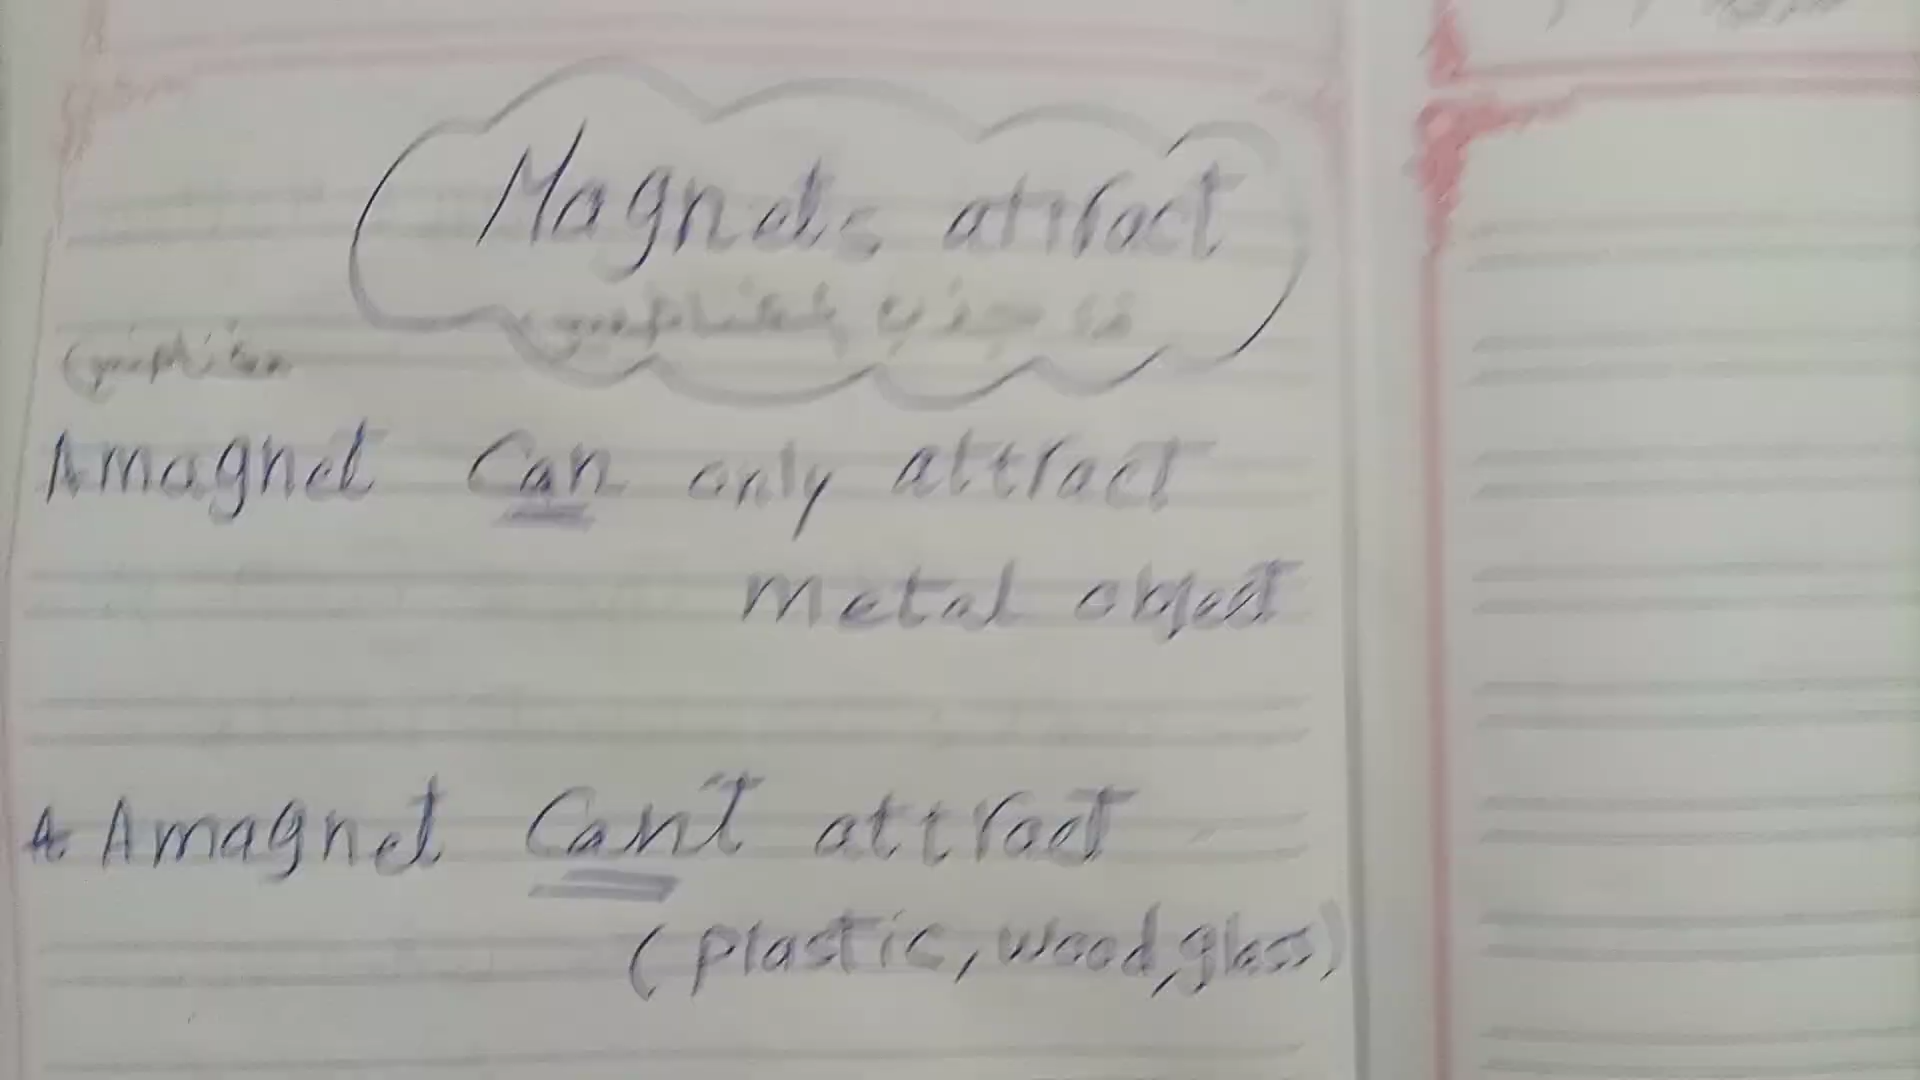 Magnets attract
A magnet Can only attract
metal object
A magnet Can't attract
(plastic, wood, glass)